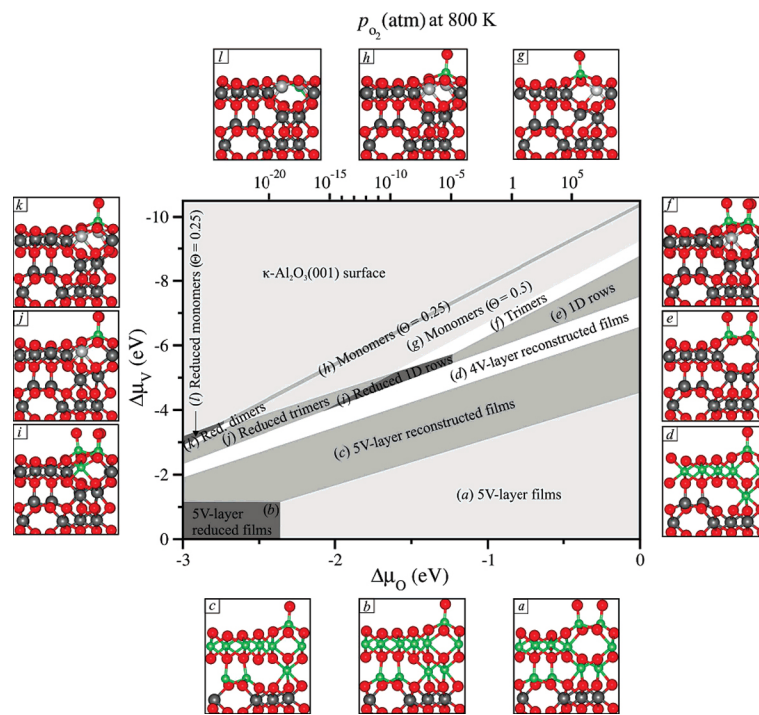 p_O₂ (atm) at 800 K
l
h
g
10⁻²⁰ 10⁻¹⁵ 10⁻¹⁰ 10⁻⁵ 1 10⁵
k
f
j
e
i
d
-10
-8
-6
-4
-2
0
Δμ_V (eV)
κ-Al₂O₃(001) surface
(l) Reduced monomers (Θ = 0.25)
(h) Monomers (Θ = 0.25)
(g) Monomers (Θ = 0.5)
(f) Trimers
(e) 1D rows
(k) Red. dimers
(j) Reduced trimers
(i) Reduced 1D rows
(d) 4V-layer reconstructed films
(c) 5V-layer reconstructed films
(a) 5V-layer films
5V-layer (b)
reduced films
-3 -2 -1 0
Δμ_O (eV)
c
b
a